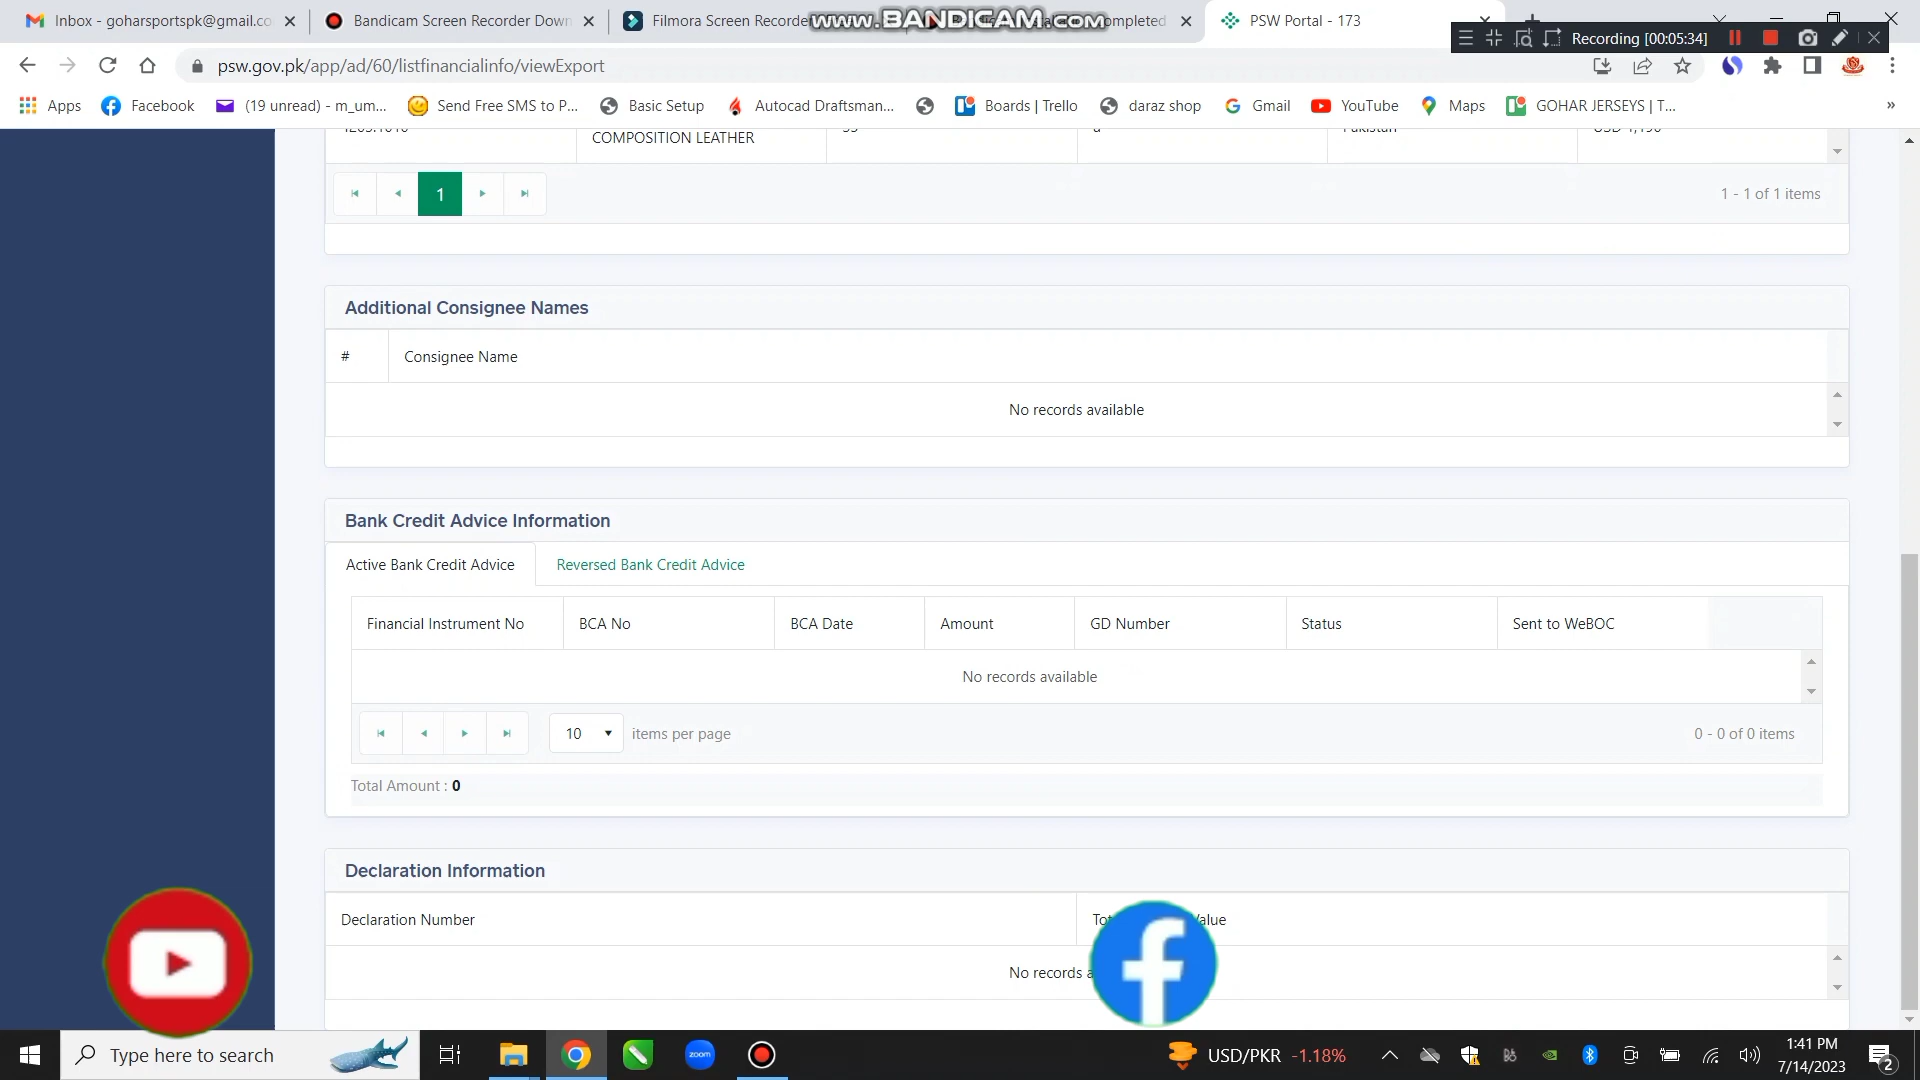 Inbox - goharsportspk@gmail.co
Bandicam Screen Recorder Down
Filmora Screen Recorder
www.BANDICAM.com
ompleted
PSW Portal - 173
Recording [00:05:34]
psw.gov.pk/app/ad/60/listfinancialinfo/viewExport
Apps
Facebook
(19 unread) - m_um...
Send Free SMS to P...
Basic Setup
Autocad Draftsman...
Boards | Trello
daraz shop
Gmail
YouTube
Maps
GOHAR JERSEYS | T...
»
COMPOSITION LEATHER
Pakistan
1
1 - 1 of 1 items
Additional Consignee Names
# Consignee Name
No records available
Bank Credit Advice Information
Active Bank Credit Advice Reversed Bank Credit Advice
Financial Instrument No BCA No BCA Date Amount GD Number Status Sent to WeBOC
No records available
10 items per page 0 - 0 of 0 items
Total Amount : 0
Declaration Information
Declaration Number
No records
Type here to search
zoom
USD/PKR -1.18%
1:41 PM
7/14/2023
2